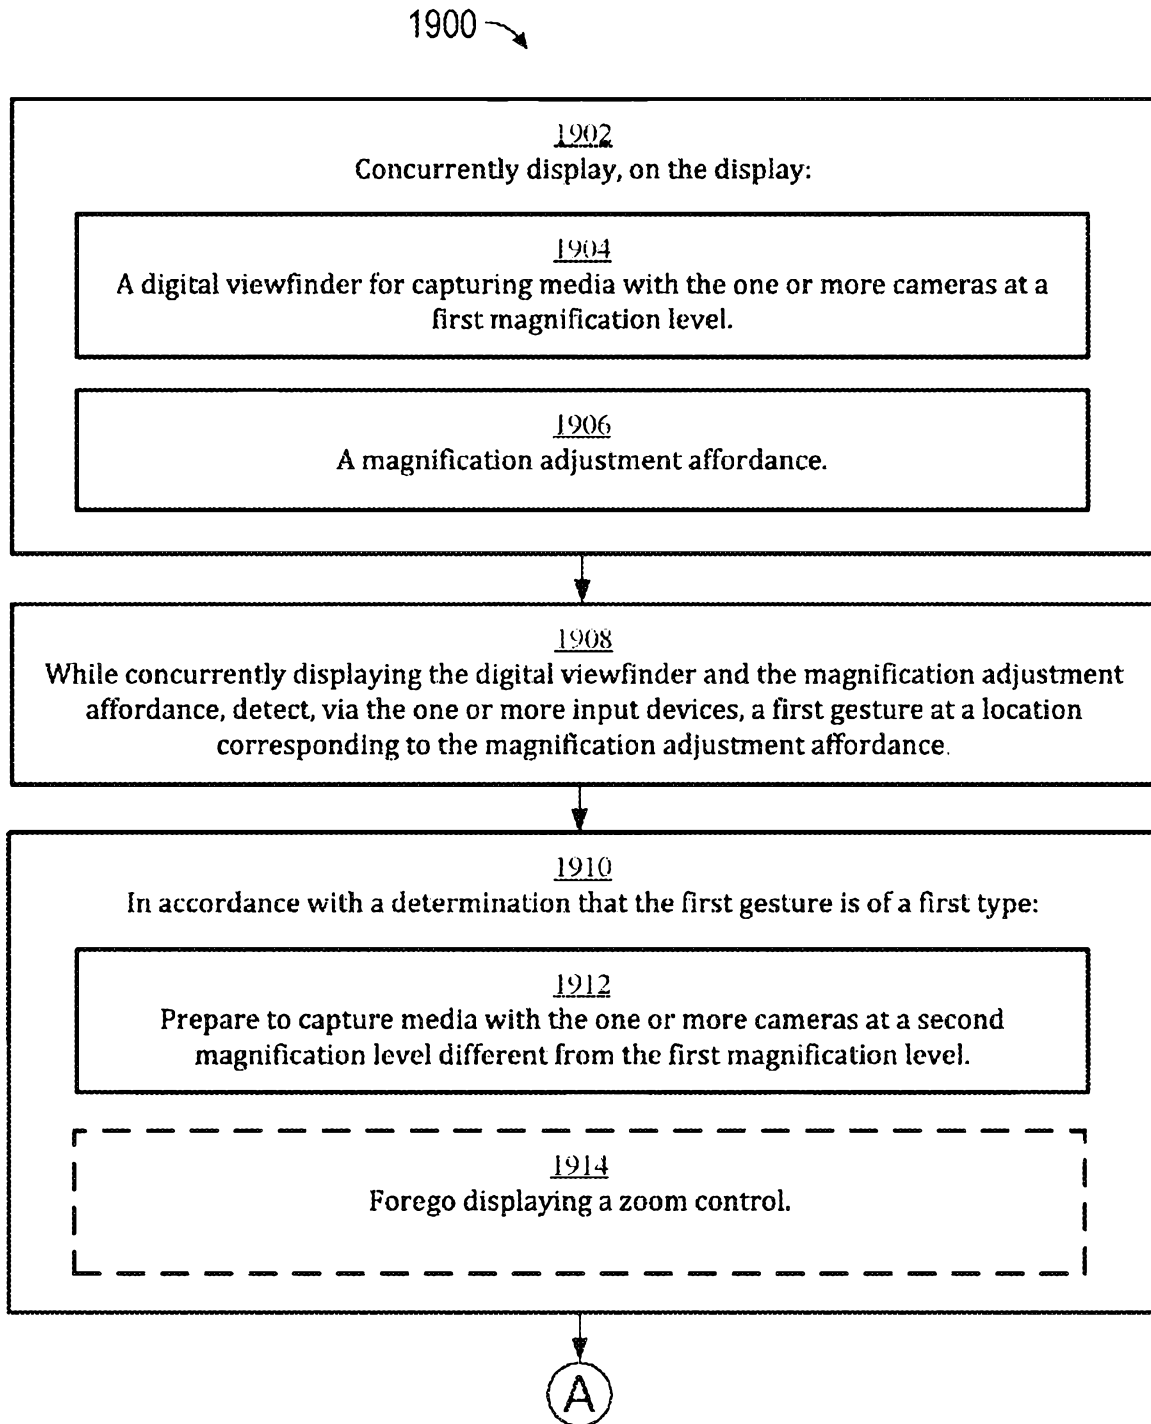 1900
1902
Concurrently display, on the display:
1904
A digital viewfinder for capturing media with the one or more cameras at a
first magnification level.
1906
A magnification adjustment affordance.
1908
While concurrently displaying the digital viewfinder and the magnification adjustment
affordance, detect, via the one or more input devices, a first gesture at a location
corresponding to the magnification adjustment affordance.
1910
In accordance with a determination that the first gesture is of a first type:
1912
Prepare to capture media with the one or more cameras at a second
magnification level different from the first magnification level.
1914
Forego displaying a zoom control.
A